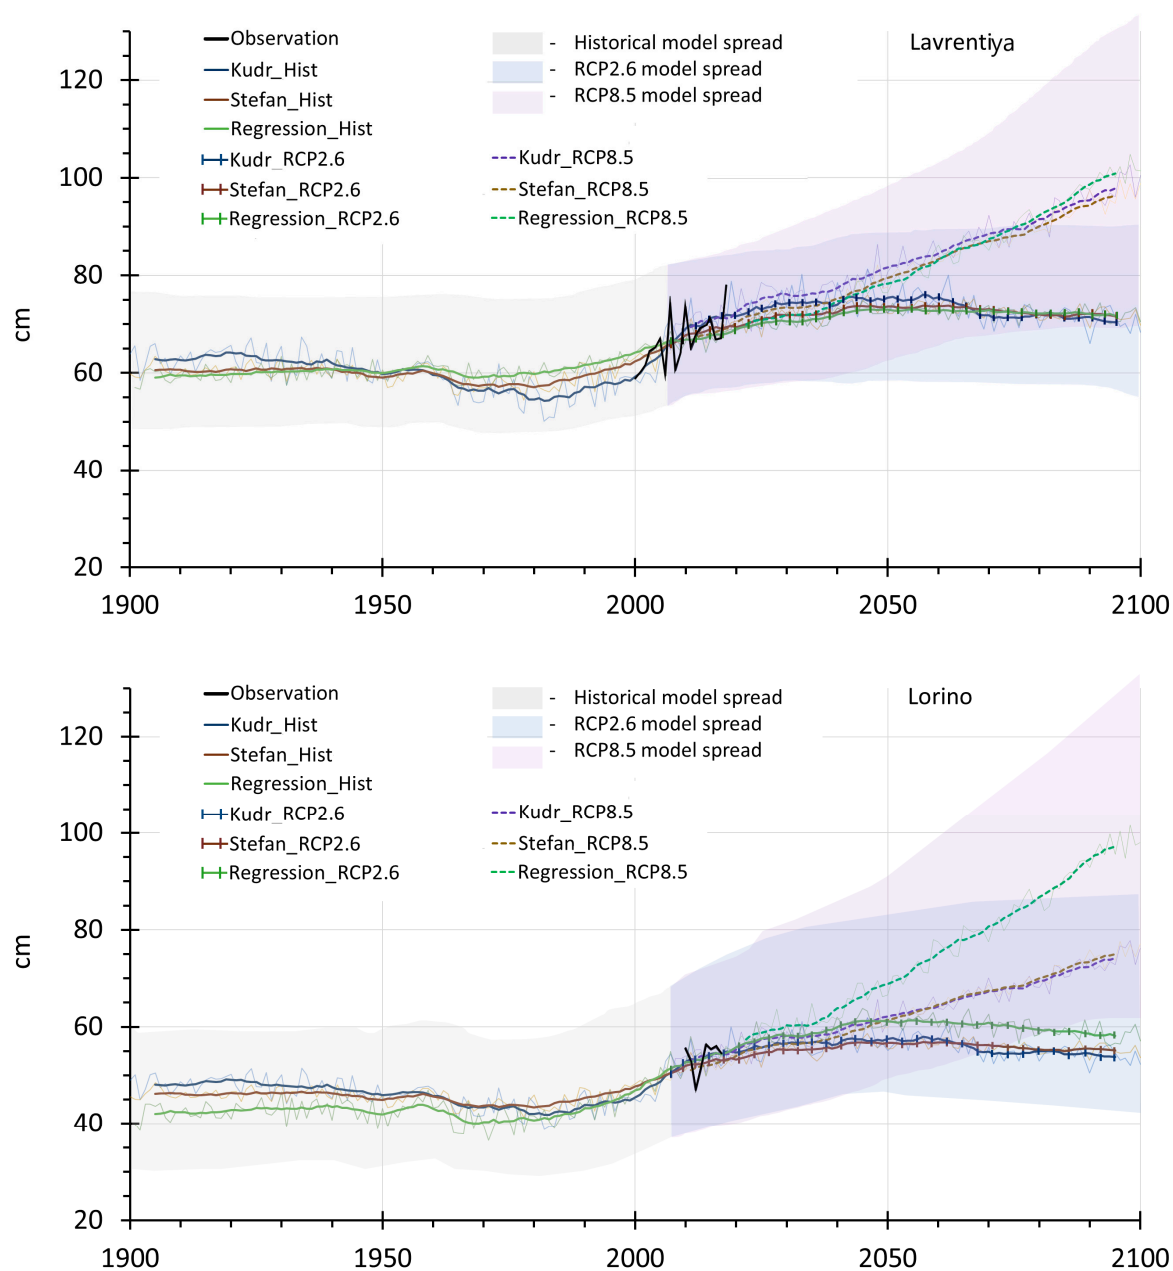 Observation
Kudr_Hist
Stefan_Hist
Regression_Hist
Kudr_RCP2.6
Stefan_RCP2.6
Regression_RCP2.6
- Historical model spread
- RCP2.6 model spread
- RCP8.5 model spread
Kudr_RCP8.5
Stefan_RCP8.5
Regression_RCP8.5
Lavrentiya
cm
120
100
80
60
40
20
1900 1950 2000 2050 2100
Observation
Kudr_Hist
Stefan_Hist
Regression_Hist
Kudr_RCP2.6
Stefan_RCP2.6
Regression_RCP2.6
- Historical model spread
- RCP2.6 model spread
- RCP8.5 model spread
Kudr_RCP8.5
Stefan_RCP8.5
Regression_RCP8.5
Lorino
cm
120
100
80
60
40
20
1900 1950 2000 2050 2100